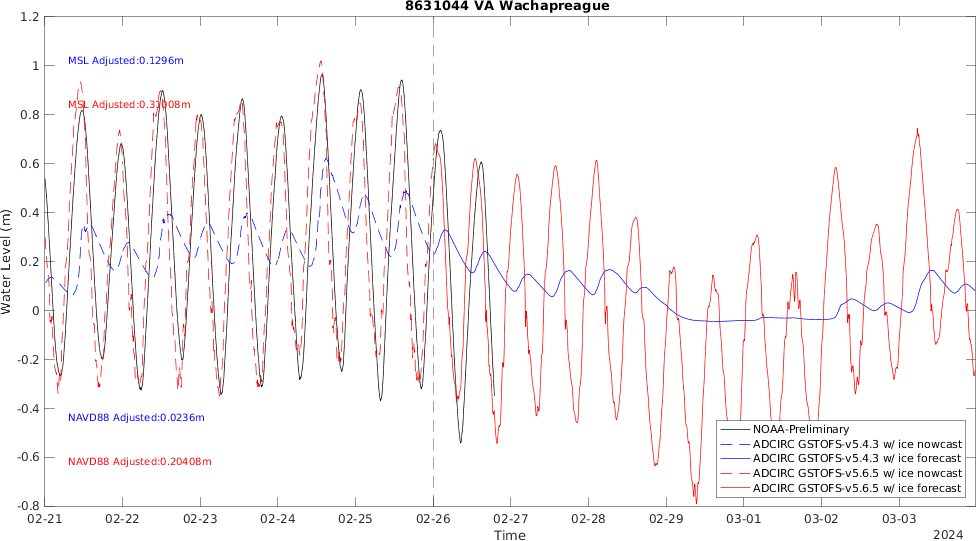 8631044 VA Wachapreague
1.2
1
0.8
0.6
0.4
0.2
0
-0.2
-0.4
-0.6
-0.8
Water Level (m)
MSL Adjusted:0.1296m
MSL Adjusted:0.31008m
NAVD88 Adjusted:0.0236m
NAVD88 Adjusted:0.20408m
NOAA-Preliminary
ADCIRC GSTOFS-v5.4.3 w/ ice nowcast
ADCIRC GSTOFS-v5.4.3 w/ ice forecast
ADCIRC GSTOFS-v5.6.5 w/ ice nowcast
ADCIRC GSTOFS-v5.6.5 w/ ice forecast
02-21 02-22 02-23 02-24 02-25 02-26 02-27 02-28 02-29 03-01 03-02 03-03
Time
2024